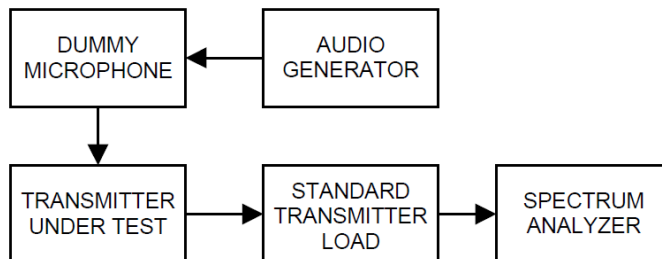 DUMMY
MICROPHONE
AUDIO
GENERATOR
TRANSMITTER
UNDER TEST
STANDARD
TRANSMITTER
LOAD
SPECTRUM
ANALYZER